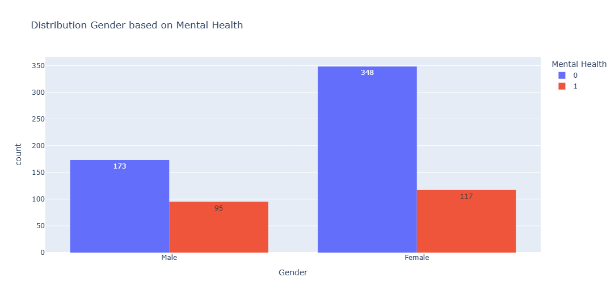 Distribution Gender based on Mental Health
Mental Health
0
1
350
300
250
200
150
100
50
0
count
173
95
348
117
Male
Female
Gender